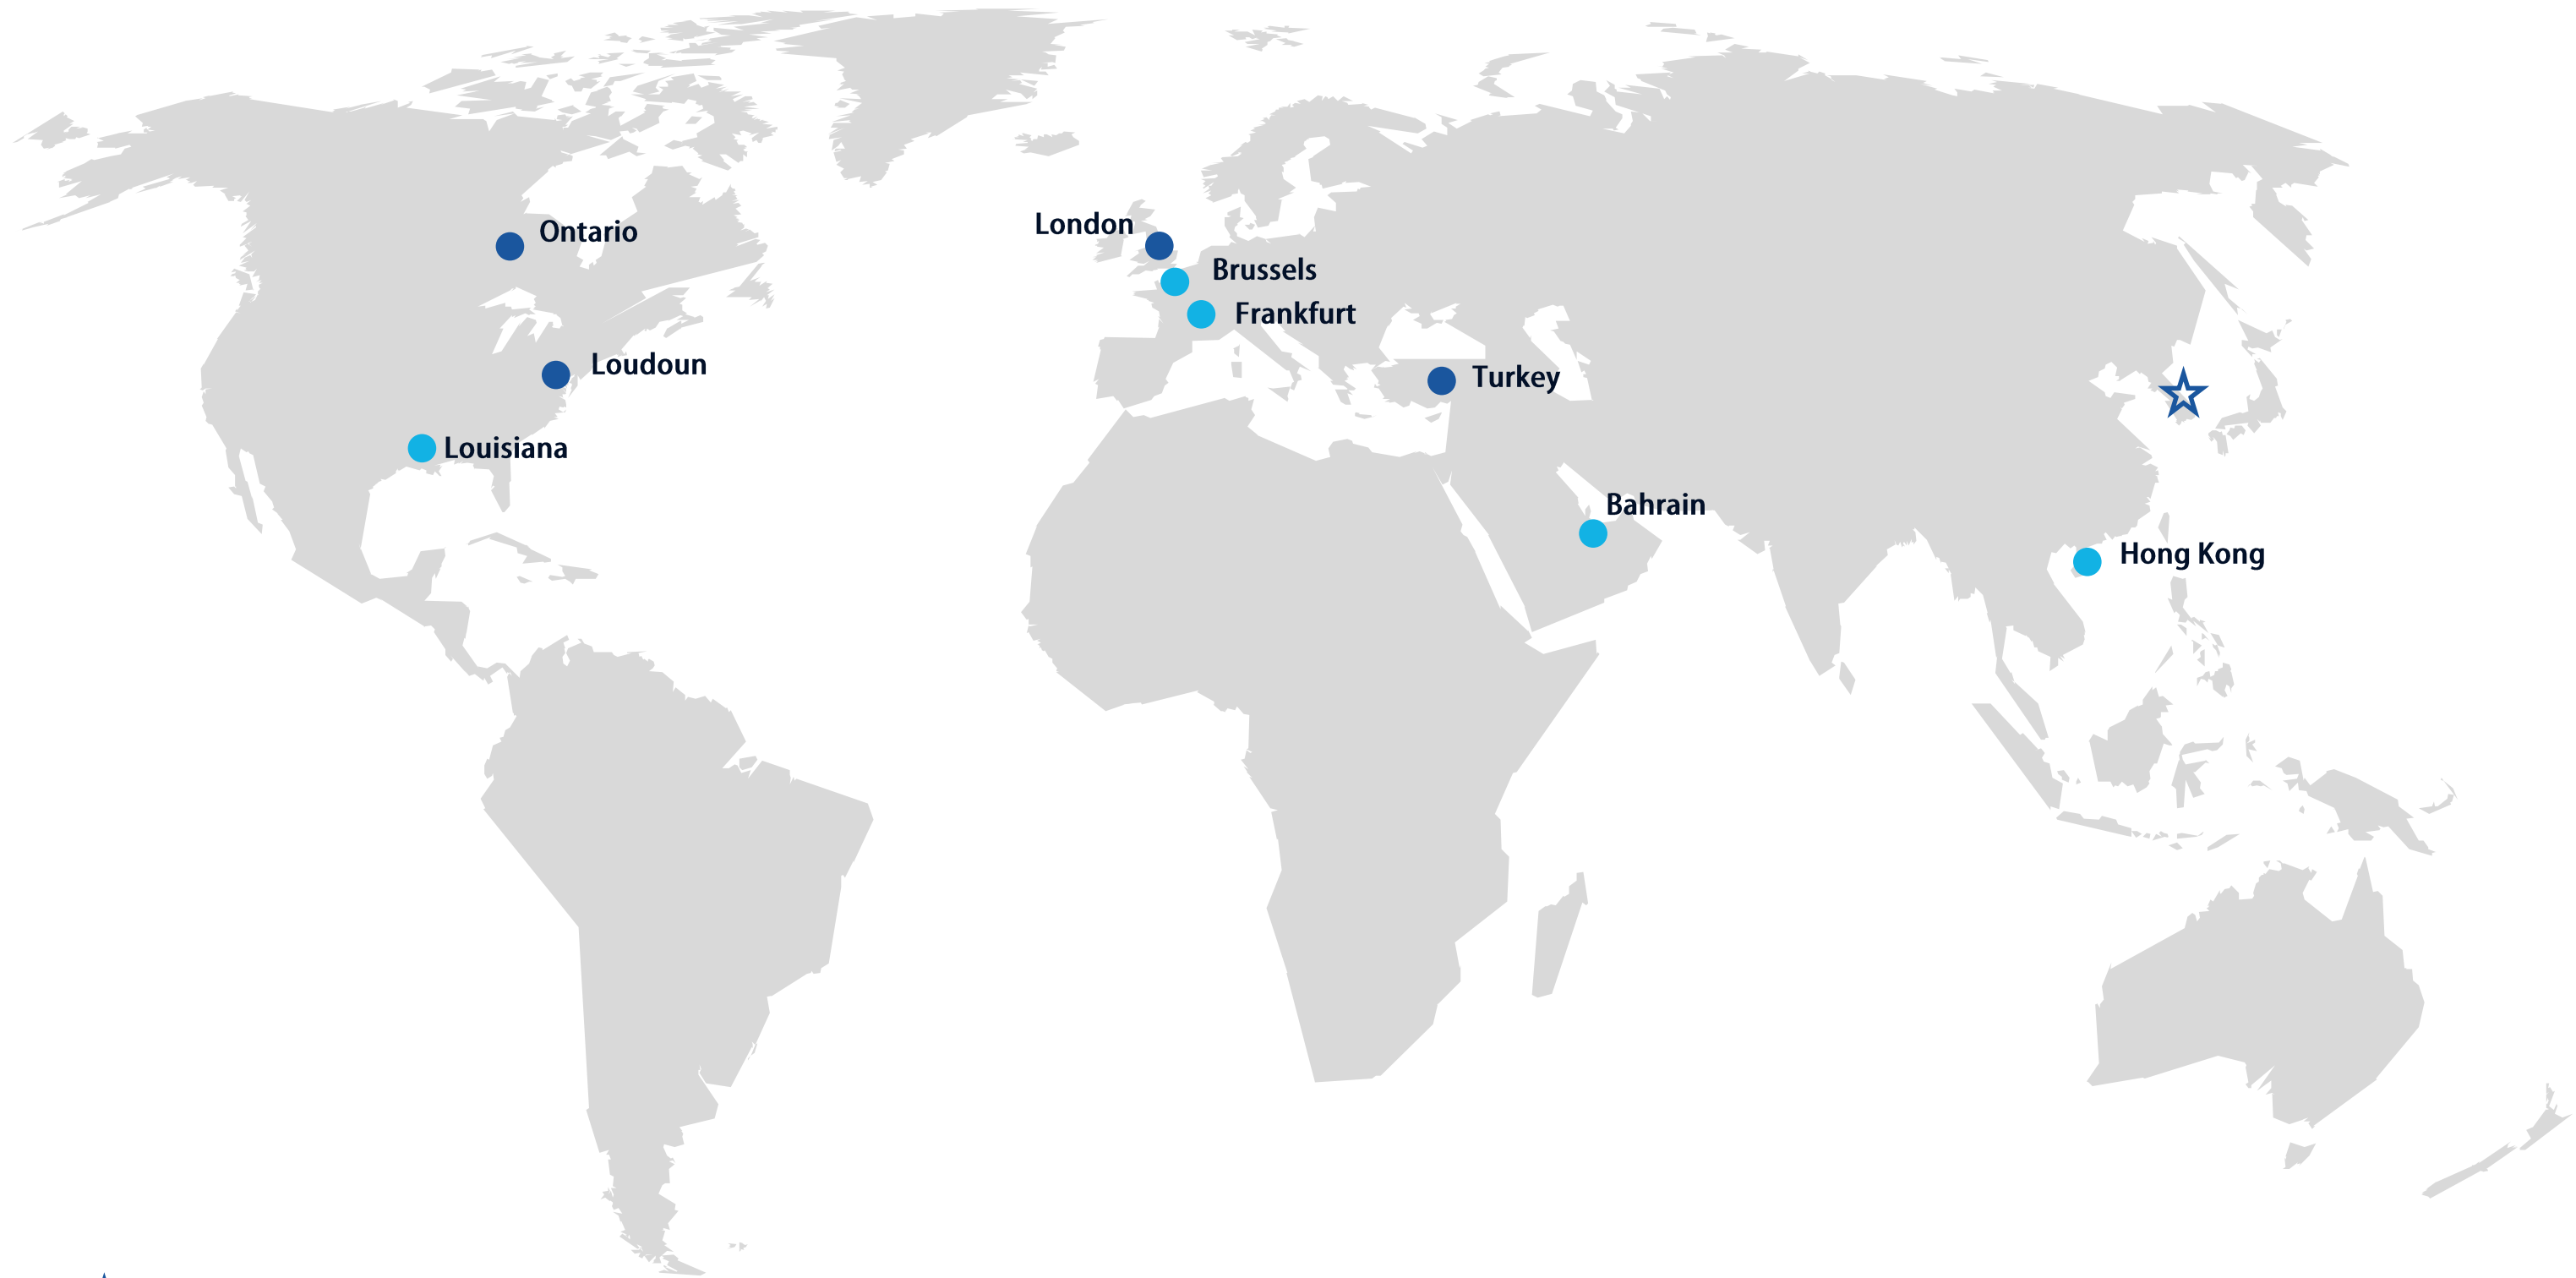 Ontario
London
Brussels
Frankfurt
Loudoun
Turkey
Louisiana
Bahrain
Hong Kong